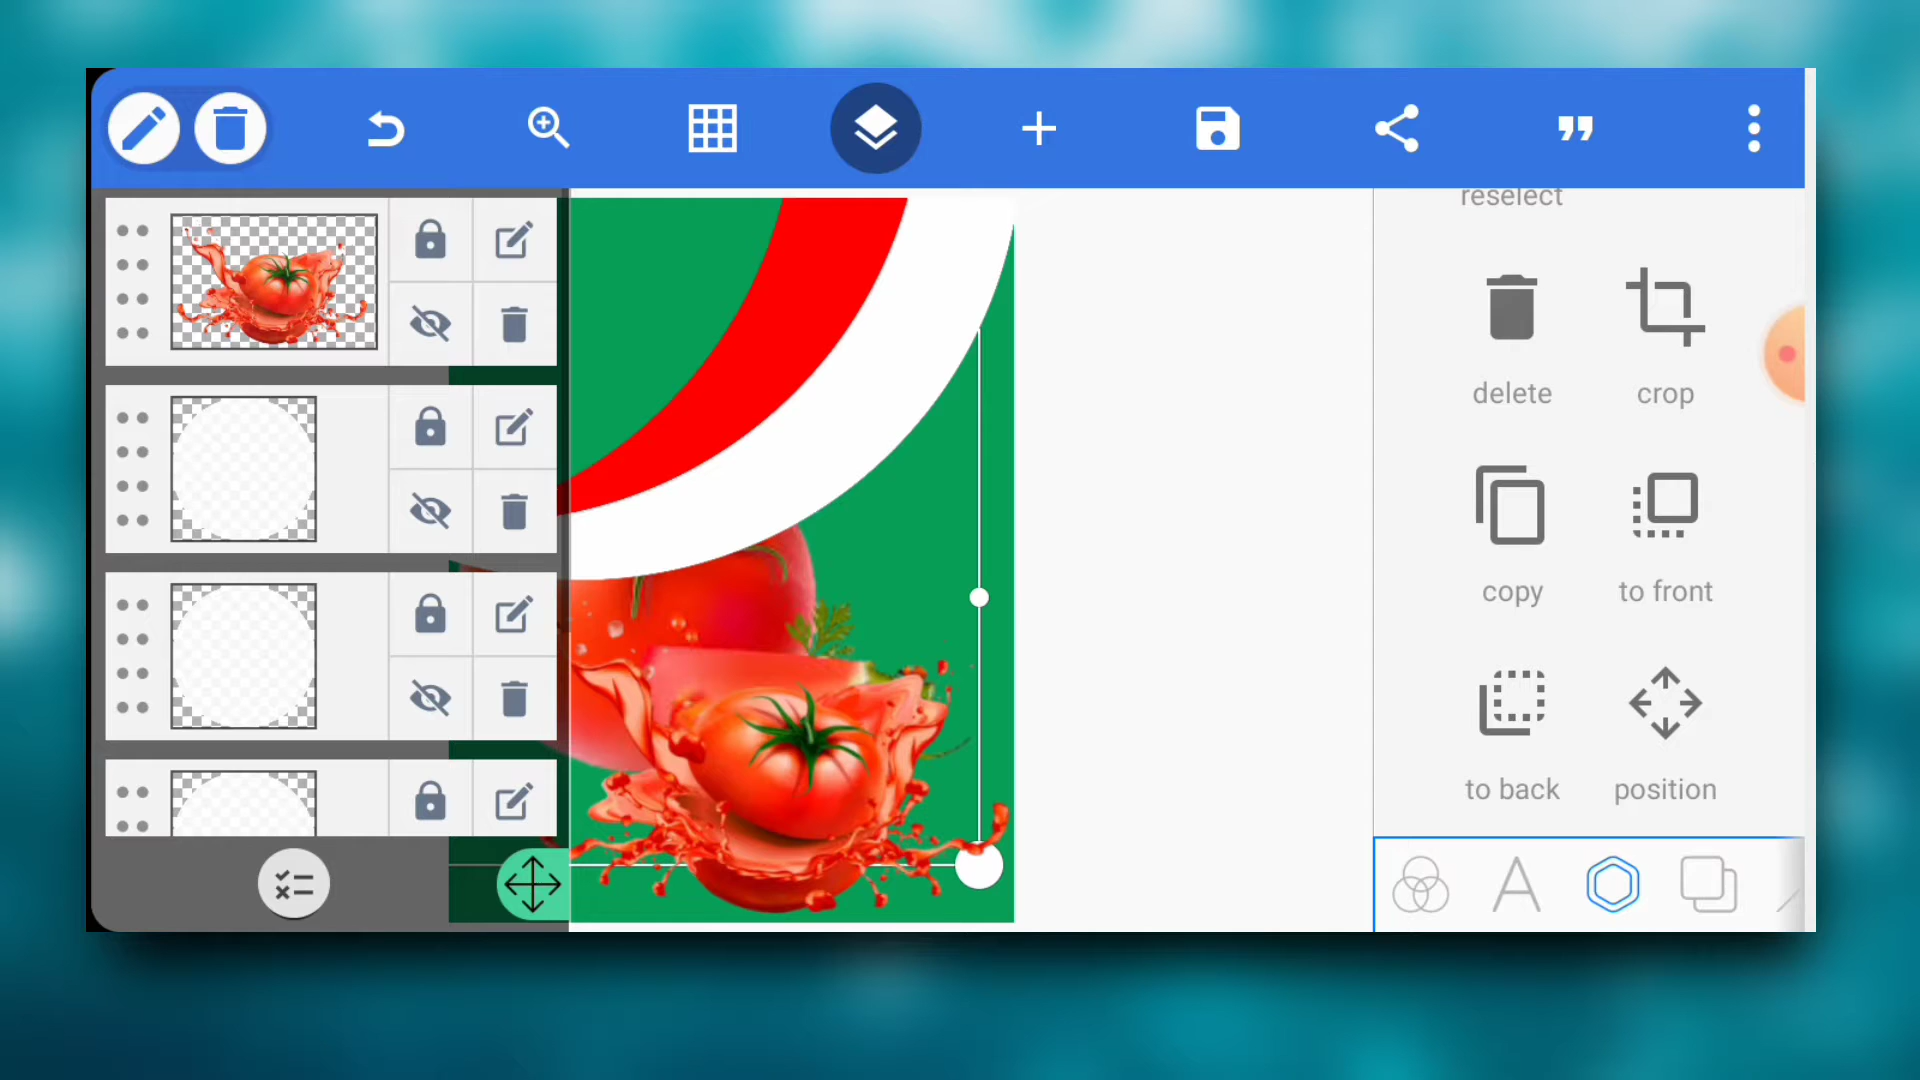 reselect
delete
crop
copy
to front
to back
position